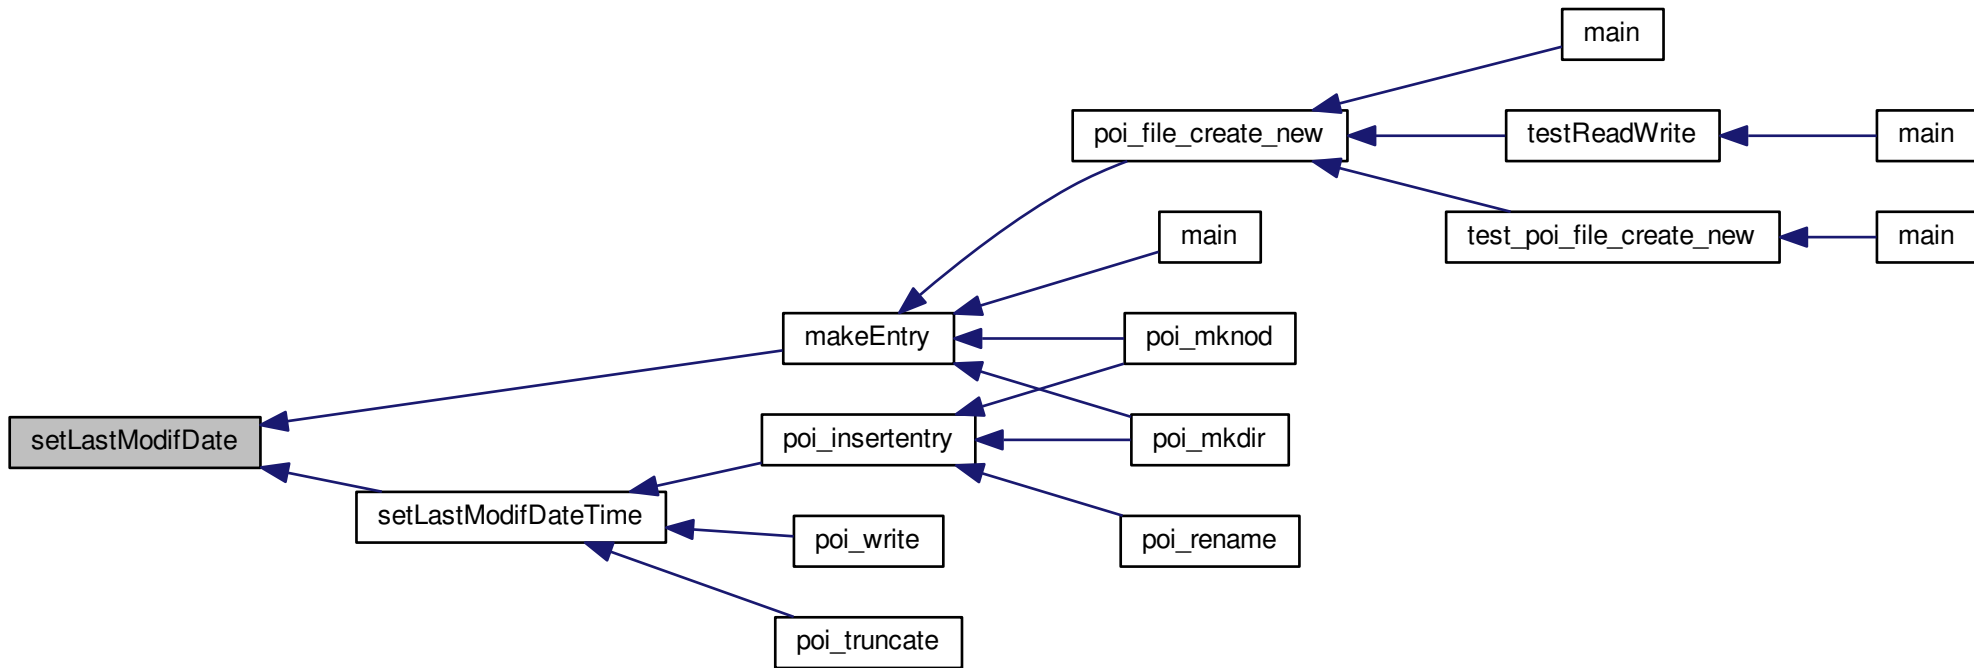 main
poi_file_create_new
testReadWrite
main
main
test_poi_file_create_new
main
makeEntry
poi_mknod
setLastModifDate
poi_insertentry
poi_mkdir
setLastModifDateTime
poi_write
poi_rename
poi_truncate